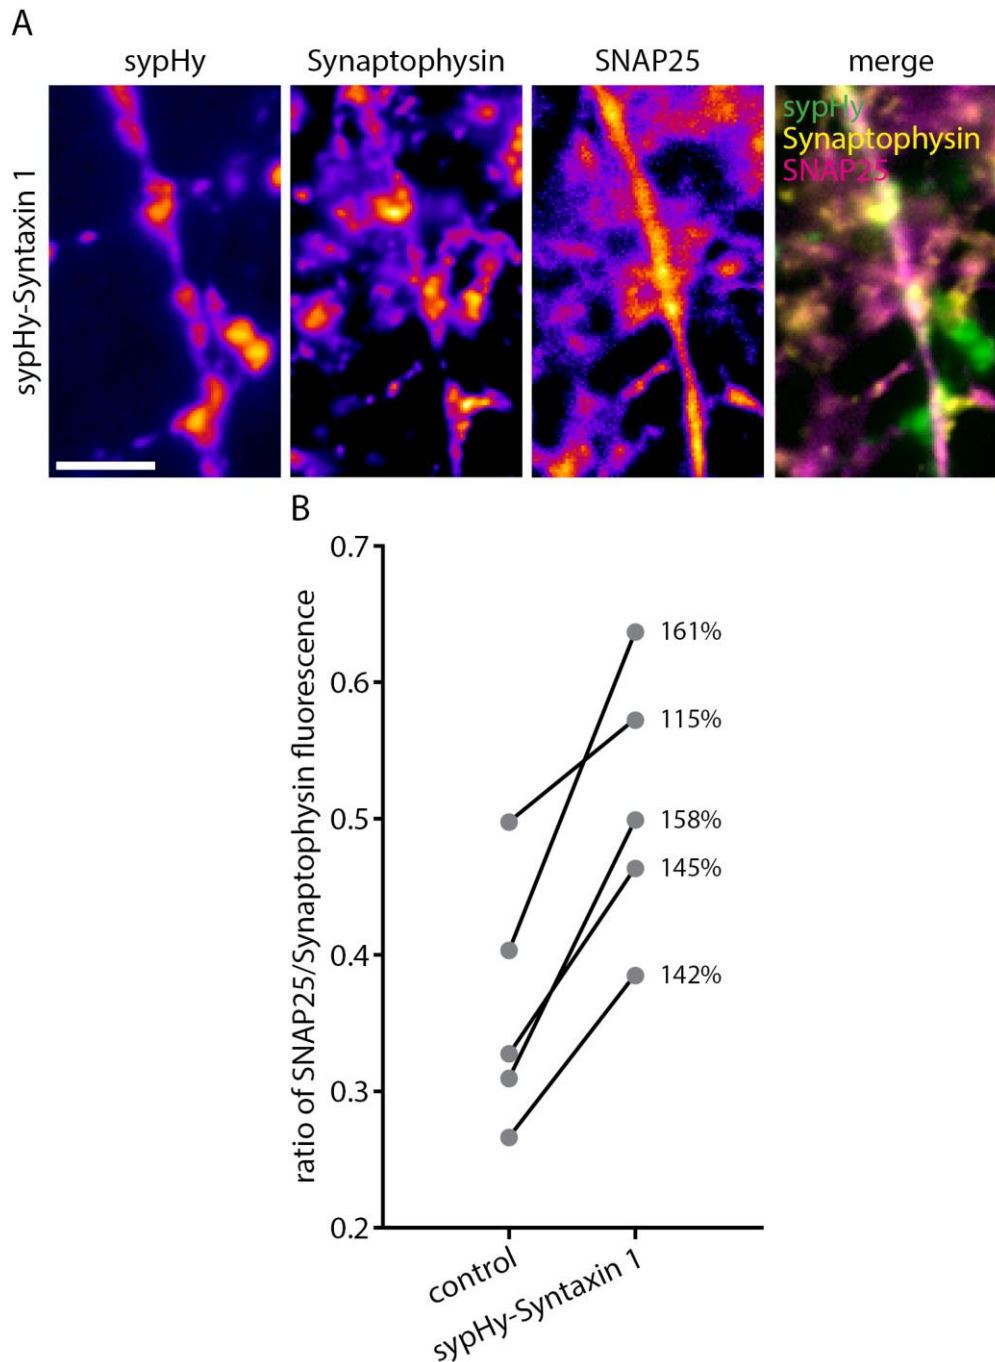 A
sypHy
Synaptophysin
SNAP25
merge
sypHy-Syntaxin 1
sypHy
Synaptophysin
SNAP25
B
ratio of SNAP25/Synaptophysin fluorescence
0.7
0.6
0.5
0.4
0.3
0.2
161%
115%
158%
145%
142%
control
sypHy-Syntaxin 1